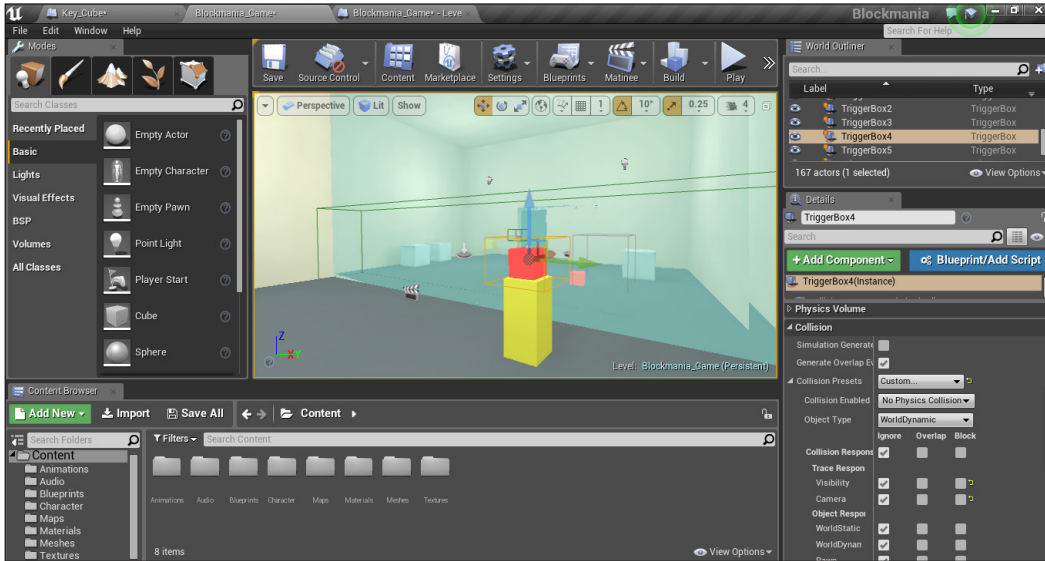 Key_Cube•
Blockmania_Game•
Blockmania_Game• - Leve
Blockmania
File Edit Window Help
Search For Help
Modes
Search Classes
Recently Placed
Basic
Lights
Visual Effects
BSP
Volumes
All Classes
Empty Actor
Empty Character
Empty Pawn
Point Light
Player Start
Cube
Sphere
Save Source Control Content Marketplace Settings Blueprints Matinee Build Play
Perspective Lit Show 1 10° 0.25 4
Z
X Y
Level: Blockmania_Game (Persistent)
World Outliner
Search...
Label Type
TriggerBox2 TriggerBox
TriggerBox3 TriggerBox
TriggerBox4 TriggerBox
TriggerBox5 TriggerBox
167 actors (1 selected) View Options
Details
TriggerBox4
Search
+Add Component Blueprint/Add Script
TriggerBox4(Instance)
Physics Volume
Collision
Simulation Generate
Generate Overlap Ev
Collision Presets Custom...
Collision Enabled No Physics Collision
Object Type WorldDynamic
Ignore Overlap Block
Collision Respons
Trace Respon
Visibility
Camera
Object Respo
WorldStatic
WorldDynan
Pawn
Content Browser
Add New Import Save All Content
Search Folders
Content
Animations
Audio
Blueprints
Character
Maps
Materials
Meshes
Textures
Filters Search Content
Animations Audio Blueprints Character Maps Materials Meshes Textures
8 items View Options